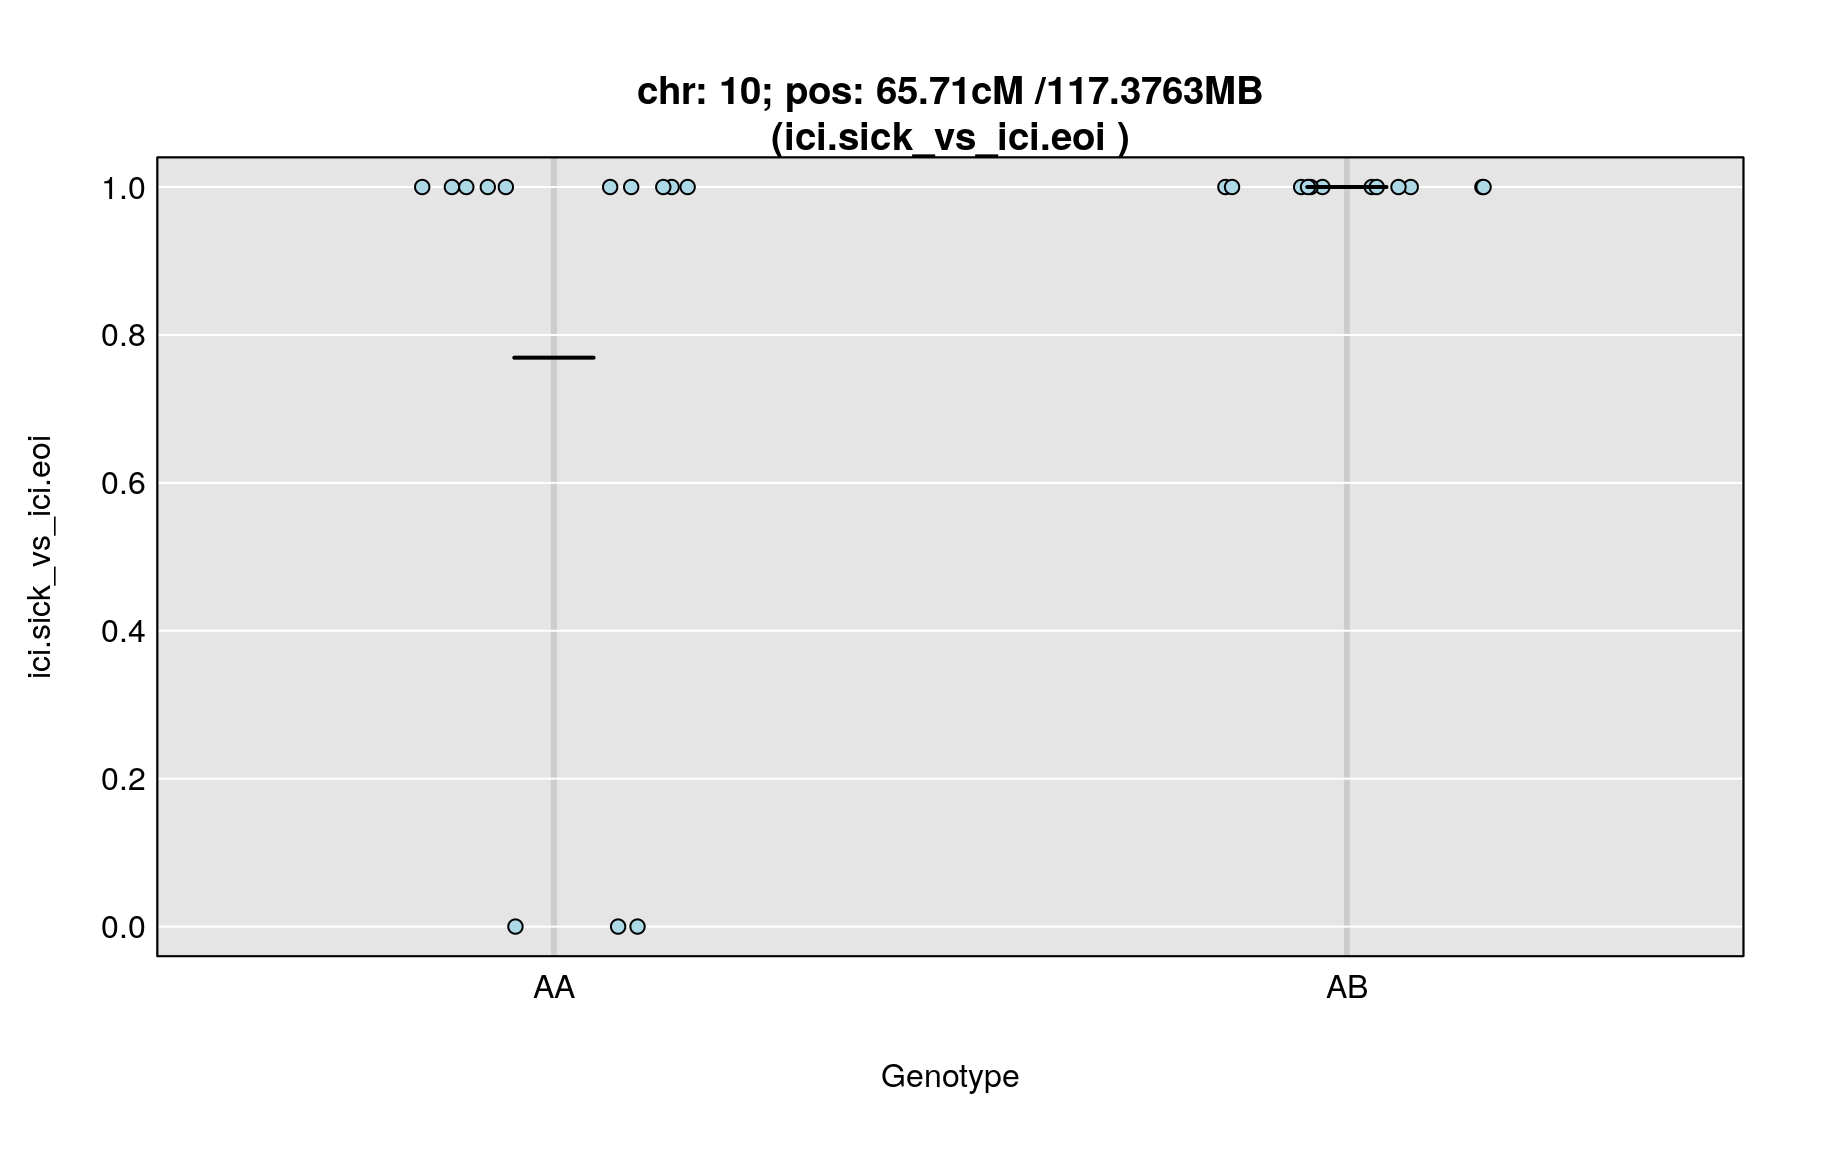 chr: 10; pos: 65.71cM /117.3763MB
(ici.sick_vs_ici.eoi )
ici.sick_vs_ici.eoi
1.0
0.8
0.6
0.4
0.2
0.0
AA AB
Genotype